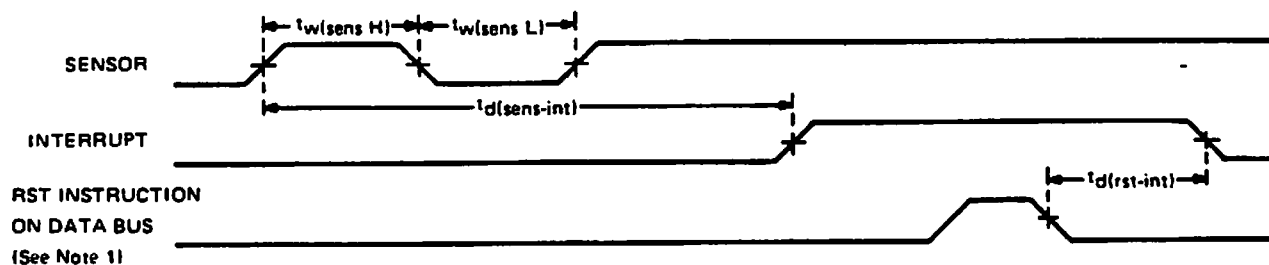 tw(sens H)
tw(sens L)
SENSOR
td(sens-int)
INTERRUPT
td(rst-int)
RST INSTRUCTION
ON DATA BUS
(See Note 1)